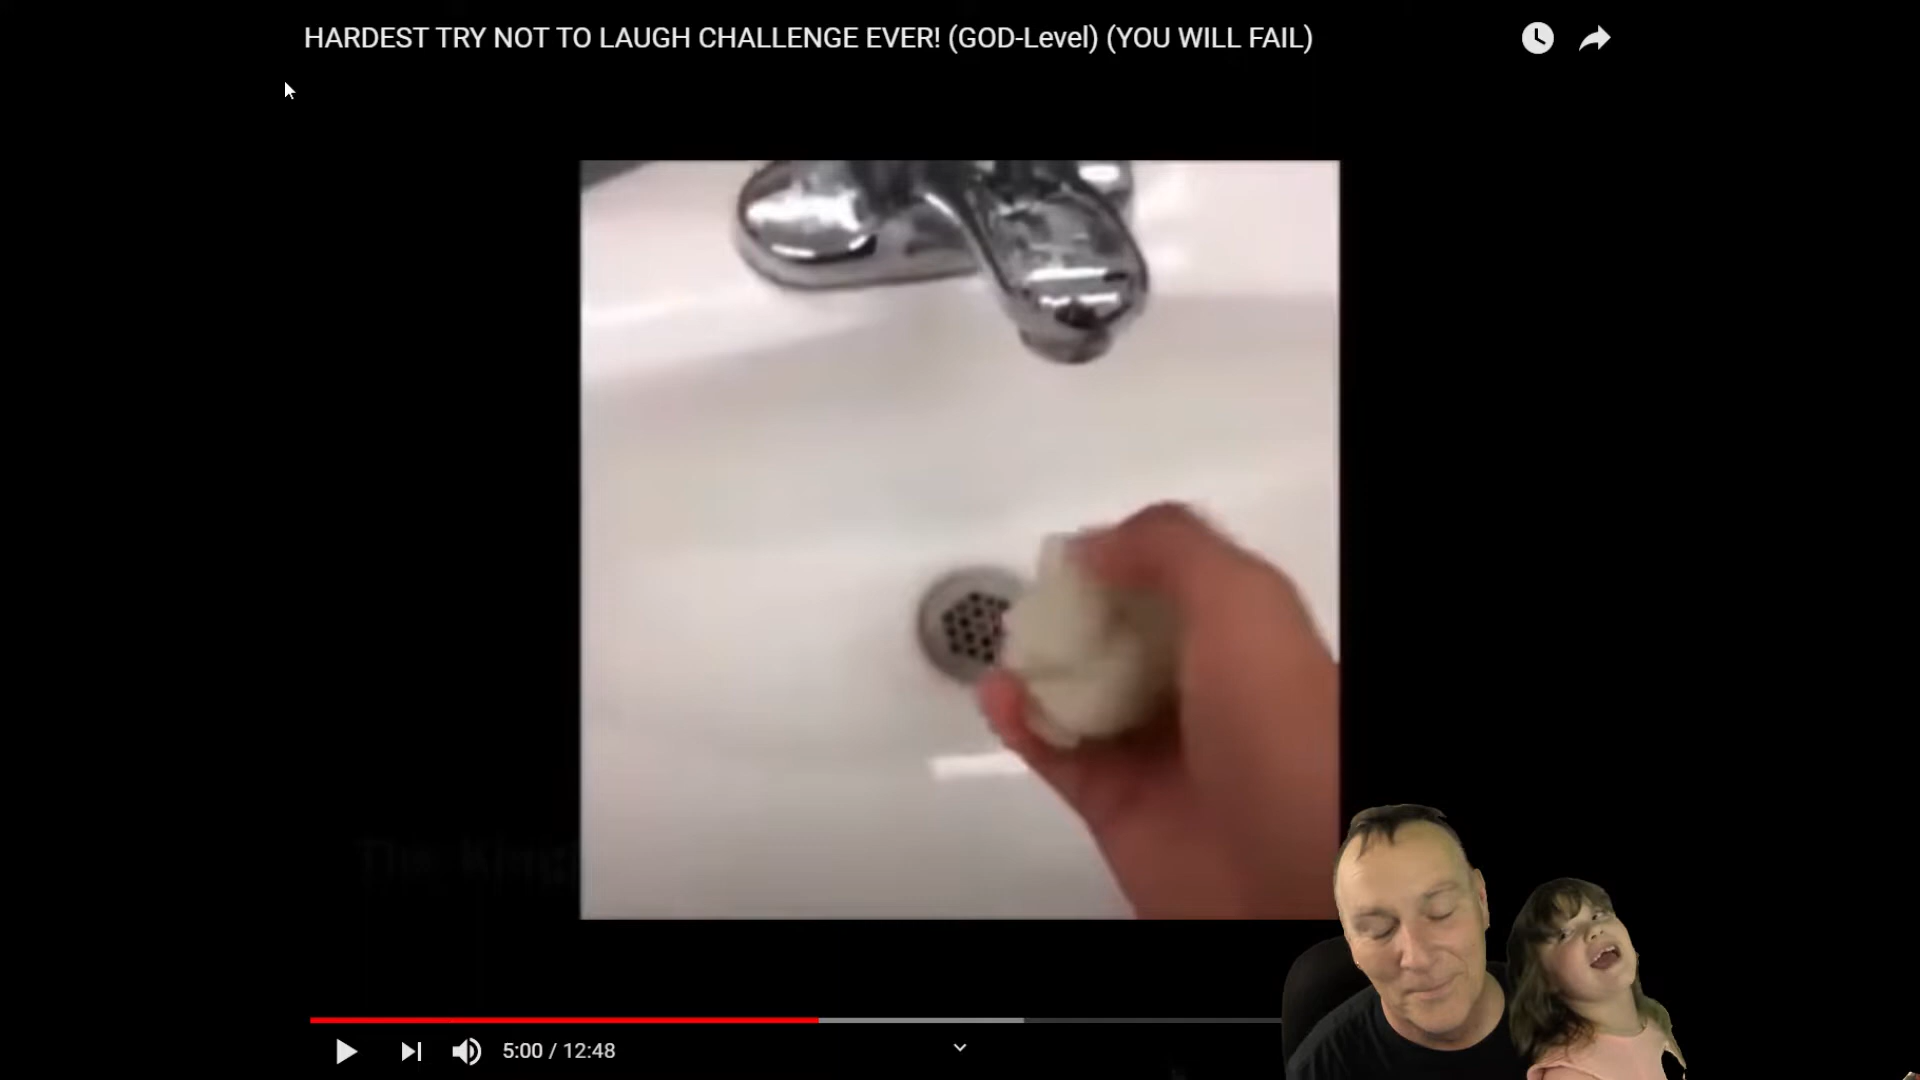 HARDEST TRY NOT TO LAUGH CHALLENGE EVER! (GOD-Level) (YOU WILL FAIL)
5:00 / 12:48